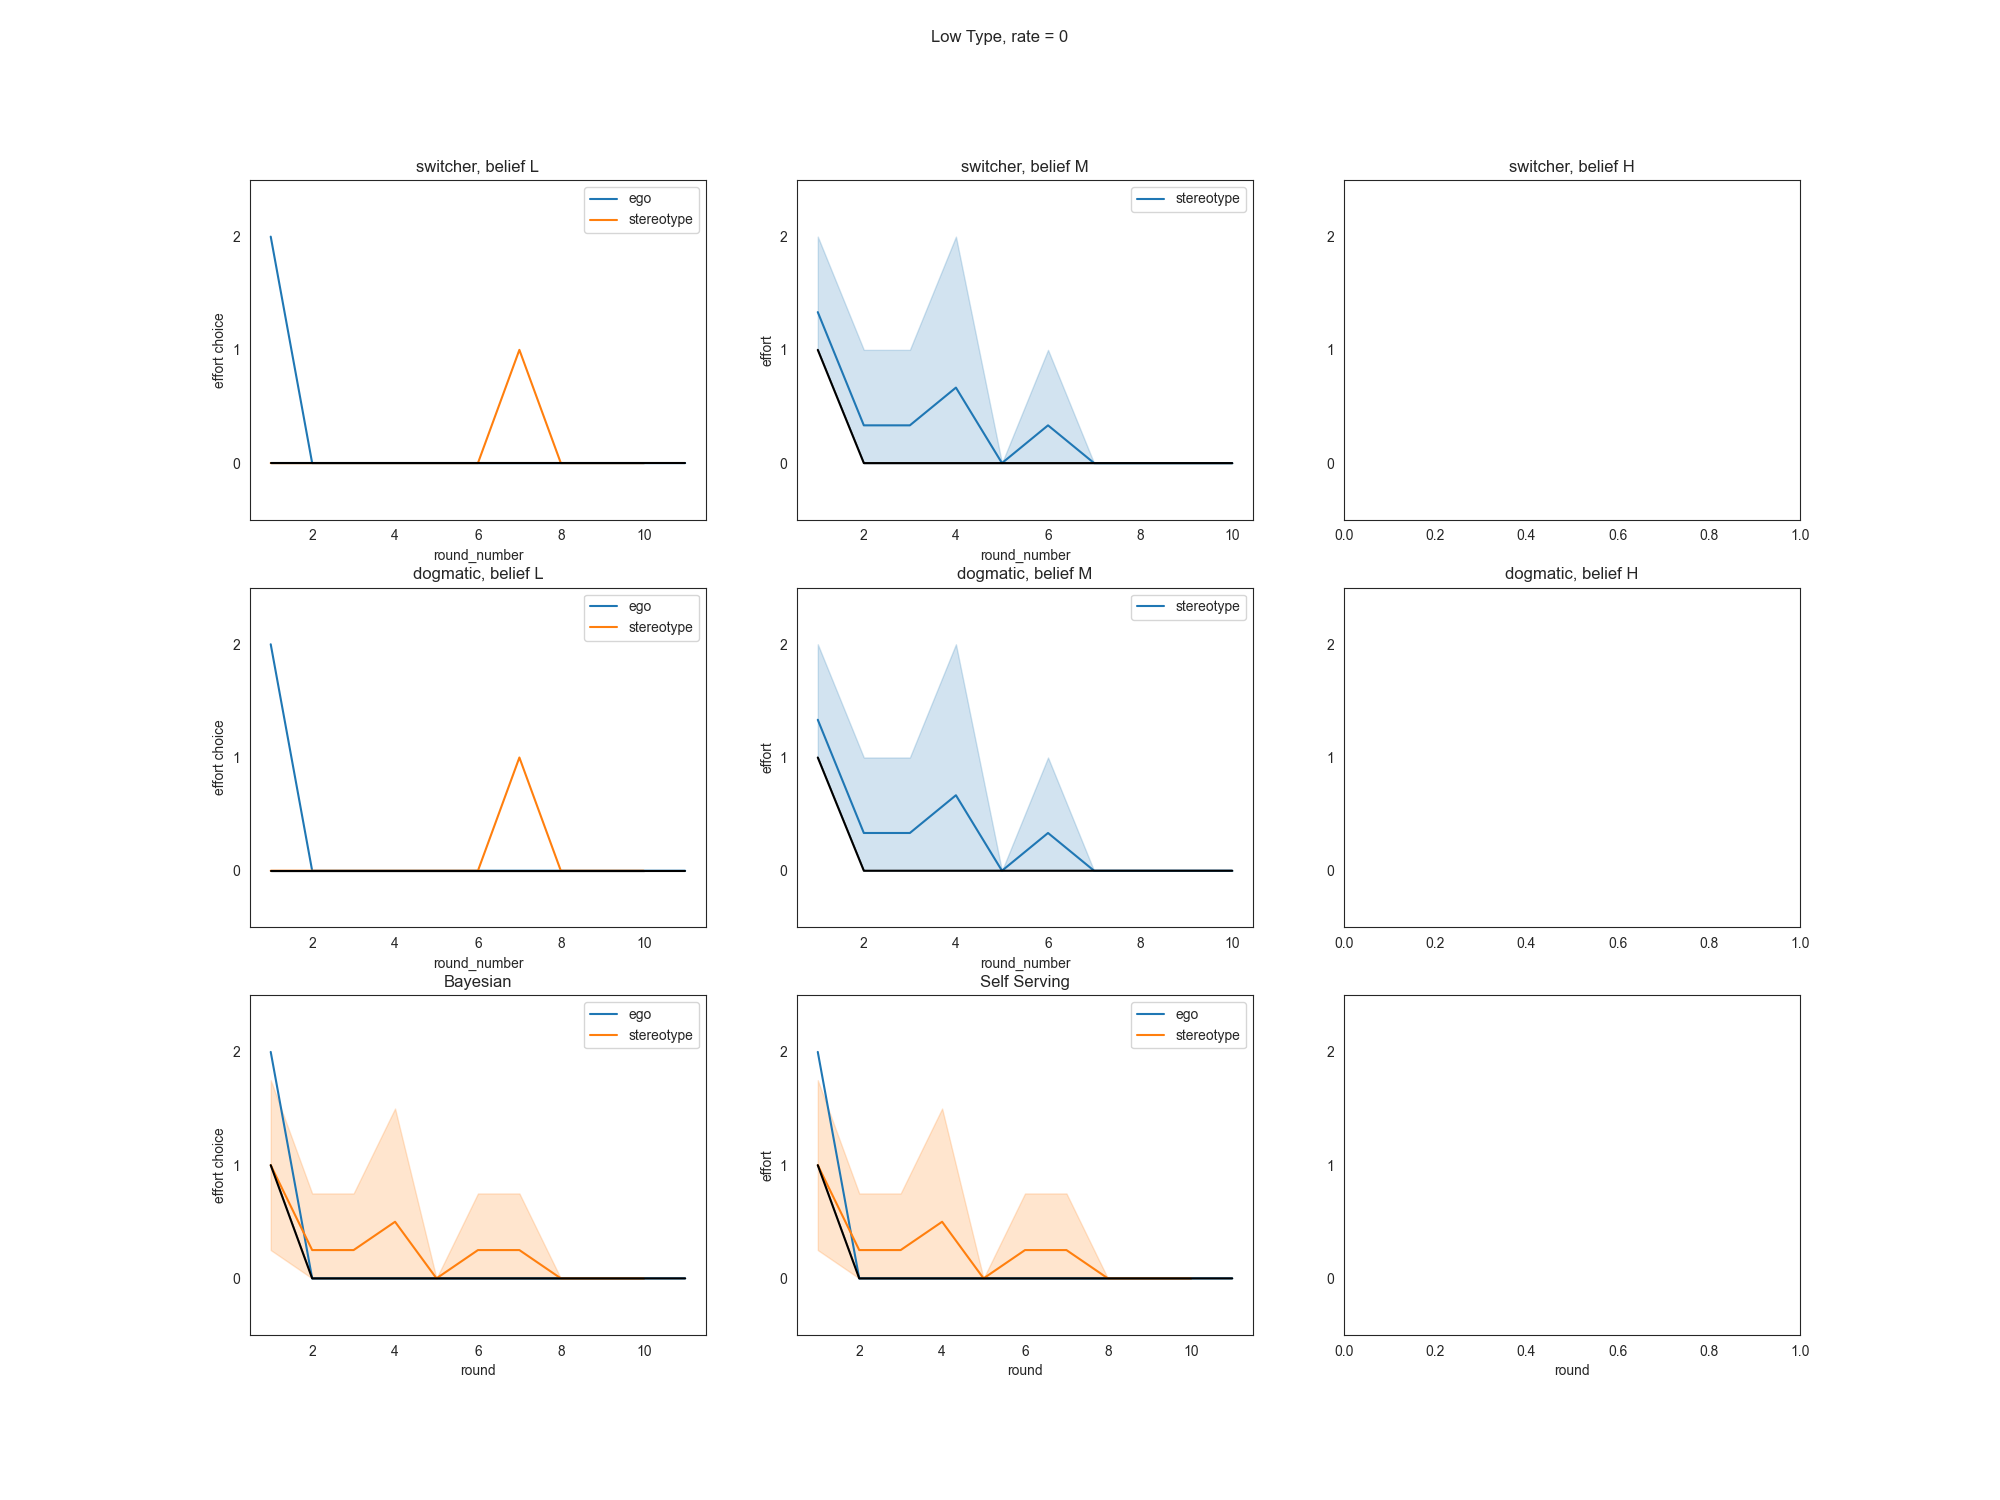 Low Type, rate = 0
switcher, belief L
switcher, belief M
switcher, belief H
ego
stereotype
stereotype
2
1
0
effort choice
2
1
0
effort
2
1
0
2 4 6 8 10
2 4 6 8 10
0.0 0.2 0.4 0.6 0.8 1.0
round_number
round_number
dogmatic, belief L
dogmatic, belief M
dogmatic, belief H
ego
stereotype
stereotype
2
1
0
effort choice
2
1
0
effort
2
1
0
2 4 6 8 10
2 4 6 8 10
0.0 0.2 0.4 0.6 0.8 1.0
round_number
round_number
Bayesian
Self Serving
ego
stereotype
ego
stereotype
2
1
0
effort choice
2
1
0
effort
2
1
0
2 4 6 8 10
2 4 6 8 10
0.0 0.2 0.4 0.6 0.8 1.0
round
round
round